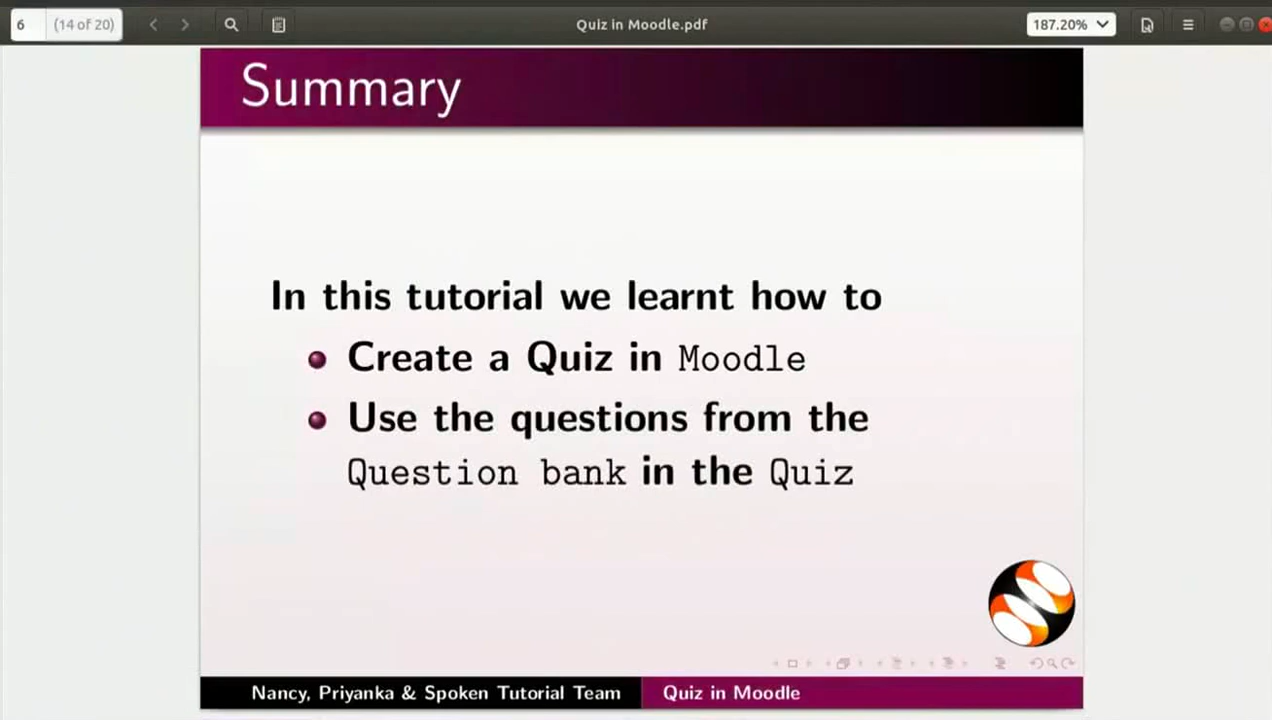 6 (14 of 20) Quiz in Moodle.pdf 187.20%
Summary
In this tutorial we learnt how to
Create a Quiz in Moodle
Use the questions from the
Question bank in the Quiz
Nancy, Priyanka & Spoken Tutorial Team Quiz in Moodle